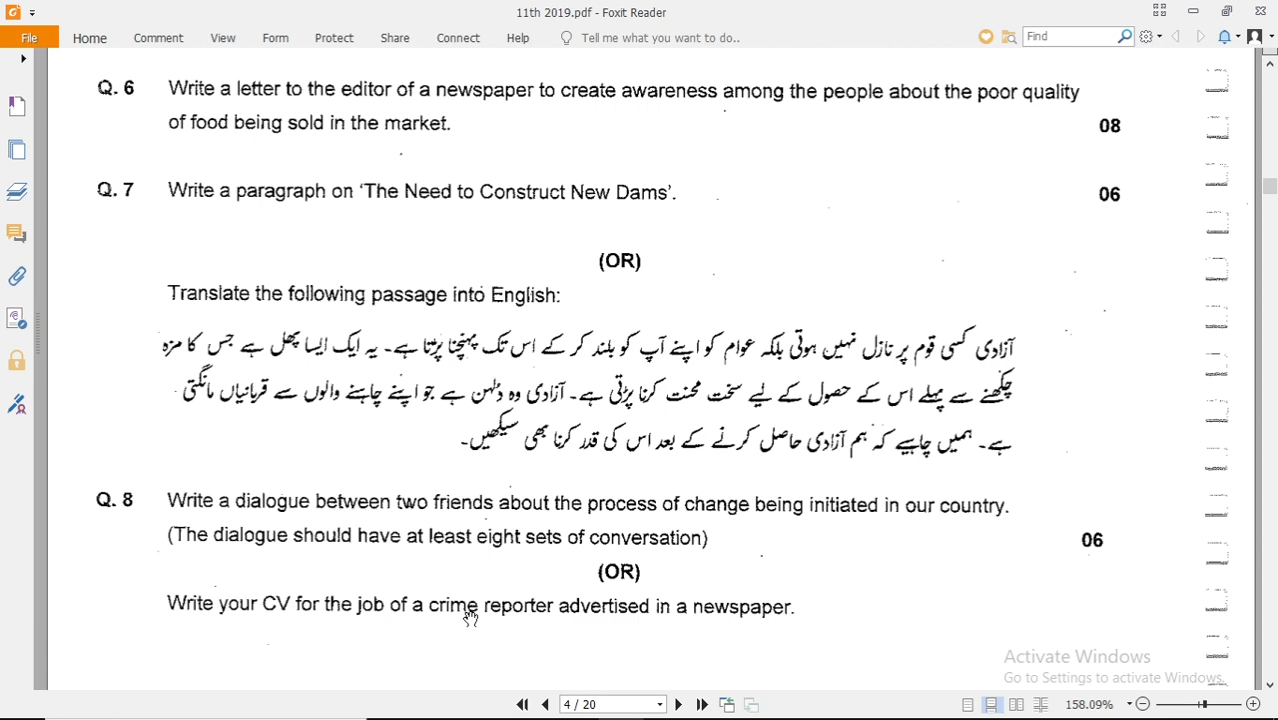 11th 2019.pdf - Foxit Reader
File Home Comment View Form Protect Share Connect Help Tell me what you want to do.. Find
Q. 6 Write a letter to the editor of a newspaper to create awareness among the people about the poor quality
of food being sold in the market. 08
Q. 7 Write a paragraph on ‘The Need to Construct New Dams’. 06
(OR)
Translate the following passage into English:
آزادی کسی قوم پر نازل نہیں ہوتی بلکہ عوام کو اپنے آپ کو بلند کر کے اس تک پہنچنا پڑتا ہے۔ یہ ایک ایسا پھل ہے جس کا مزہ
چکھنے سے پہلے اس کے حصول کے لیے سخت محنت کرنا پڑتی ہے۔ آزادی وہ دُلہن ہے جو اپنے چاہنے والوں سے قربانیاں مانگتی
ہے۔ ہمیں چاہیے کہ ہم آزادی حاصل کرنے کے بعد اس کی قدر کرنا بھی سیکھیں۔
Q. 8 Write a dialogue between two friends about the process of change being initiated in our country.
(The dialogue should have at least eight sets of conversation) 06
(OR)
Write your CV for the job of a crime reporter advertised in a newspaper.
Activate Windows
Go to Settings to activate Windows.
4 / 20 158.09%